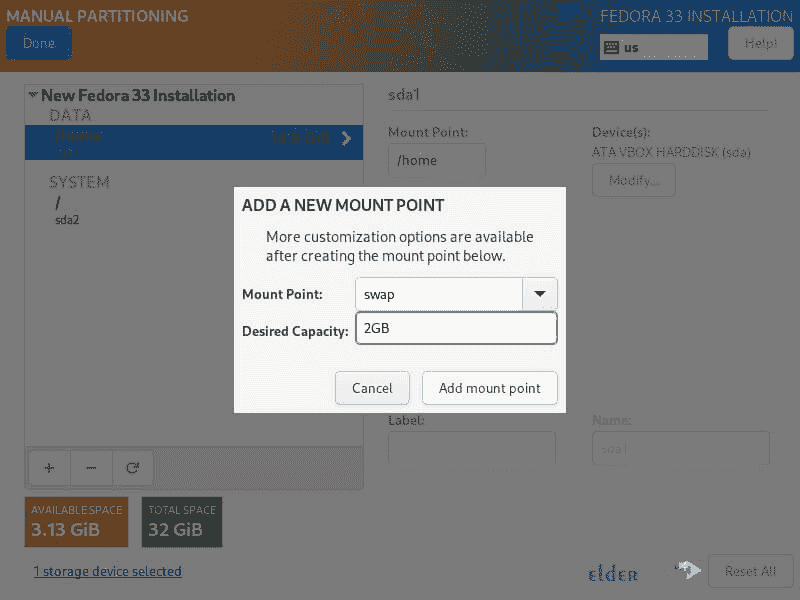 MANUAL PARTITIONING
FEDORA 33 INSTALLATION
Done
us
Help!
New Fedora 33 Installation
DATA
/home
sda1
SYSTEM
/
sda2
sda1
Mount Point:
/home
Device(s):
ATA VBOX HARDDISK (sda)
Modify...
ADD A NEW MOUNT POINT
More customization options are available
after creating the mount point below.
Mount Point:
swap
Desired Capacity:
2GB
Cancel
Add mount point
Label:
Name:
sda1
+
−
AVAILABLE SPACE
3.13 GiB
TOTAL SPACE
32 GiB
1 storage device selected
elder
Reset All